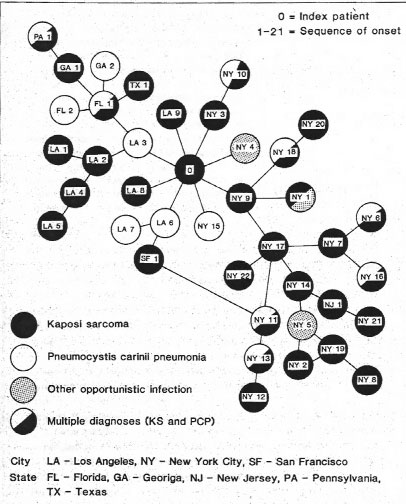 0 = Index patient
1-21 = Sequence of onset
PA 1
GA 1
GA 2
TX 1
FL 1
FL 2
NY 10
LA 9
NY 3
NY 4
NY 20
NY 18
LA 1
LA 2
LA 3
0
LA 4
LA 8
NY 9
NY 1
LA 5
LA 7
LA 6
NY 15
NY 6
SF 1
NY 17
NY 7
NY 22
NY 14
NY 16
NJ 1
NY 11
NY 5
NY 21
NY 13
NY 19
NY 2
NY 8
NY 12
Kaposi sarcoma
Pneumocystis carinii pneumonia
Other opportunistic infection
Multiple diagnoses (KS and PCP)
City LA - Los Angeles, NY - New York City, SF - San Francisco
State FL - Florida, GA - Georiga, NJ - New Jersey, PA - Pennsylvania,
TX - Texas